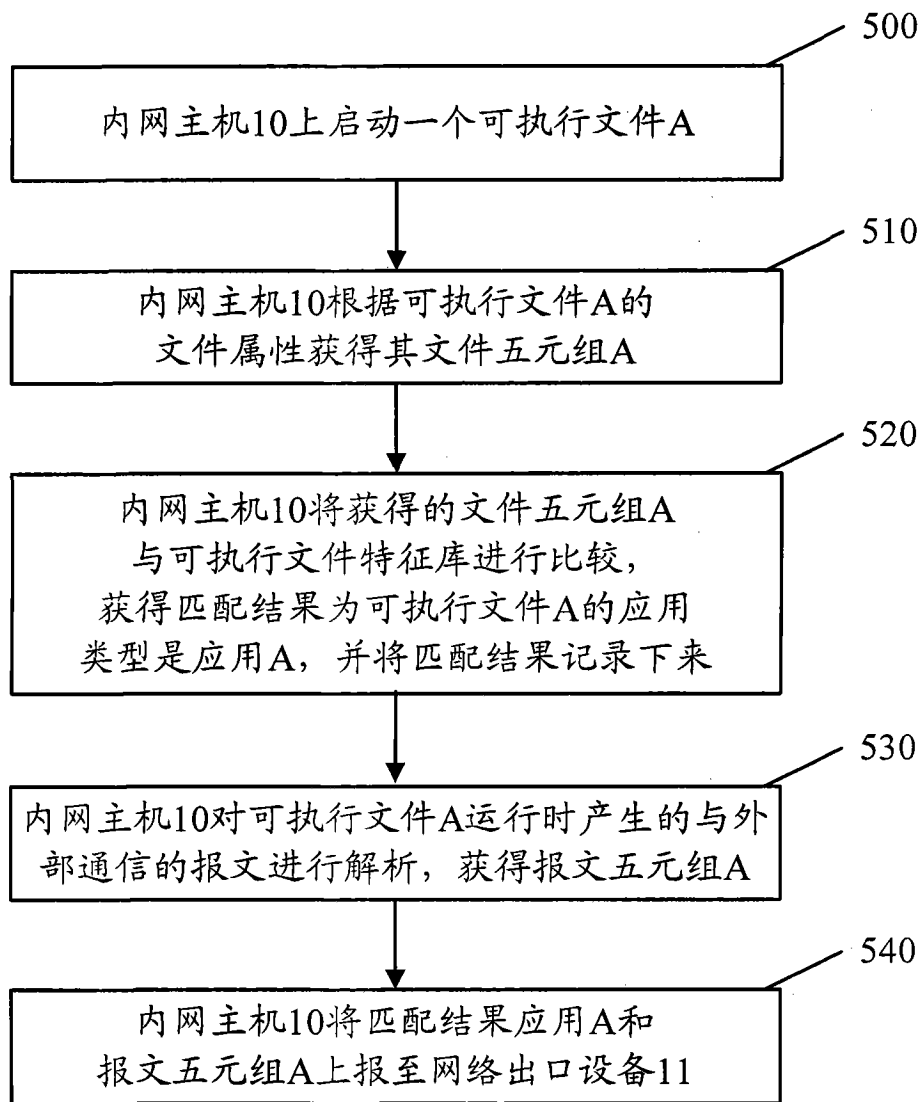 500
内网主机10上启动一个可执行文件A
510
内网主机10根据可执行文件A的
文件属性获得其文件五元组A
520
内网主机10将获得的文件五元组A
与可执行文件特征库进行比较,
获得匹配结果为可执行文件A的应用
类型是应用A, 并将匹配结果记录下来
530
内网主机10对可执行文件A运行时产生的与外
部通信的报文进行解析, 获得报文五元组A
540
内网主机10将匹配结果应用A和
报文五元组A上报至网络出口设备11